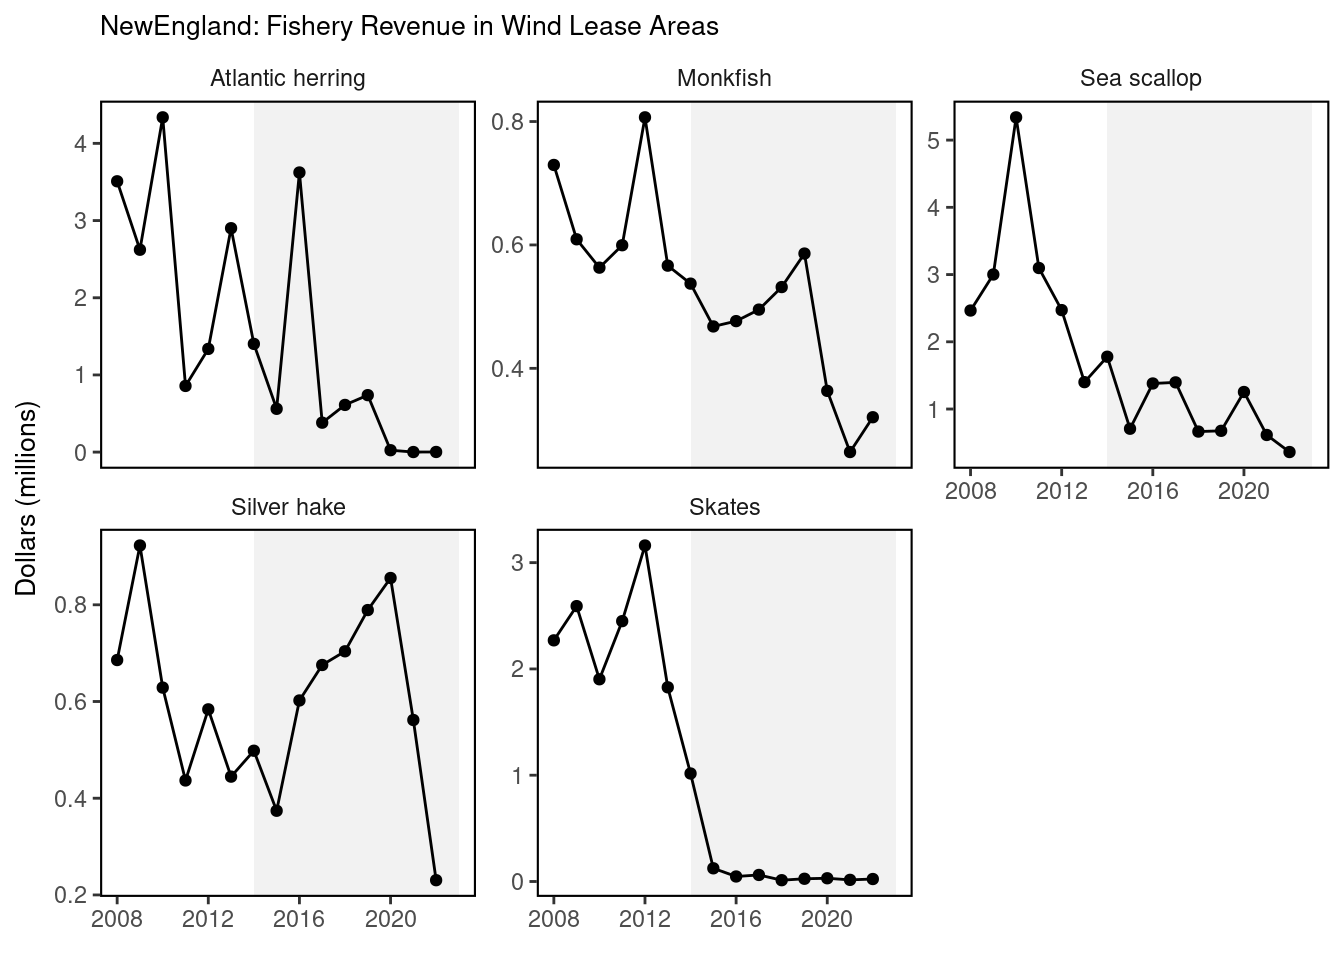 NewEngland: Fishery Revenue in Wind Lease Areas
Atlantic herring
Monkfish
Sea scallop
4
3
2
1
0
0.8
0.6
0.4
5
4
3
2
1
2008 2012 2016 2020
Dollars (millions)
Silver hake
Skates
0.8
0.6
0.4
0.2
3
2
1
0
2008 2012 2016 2020
2008 2012 2016 2020